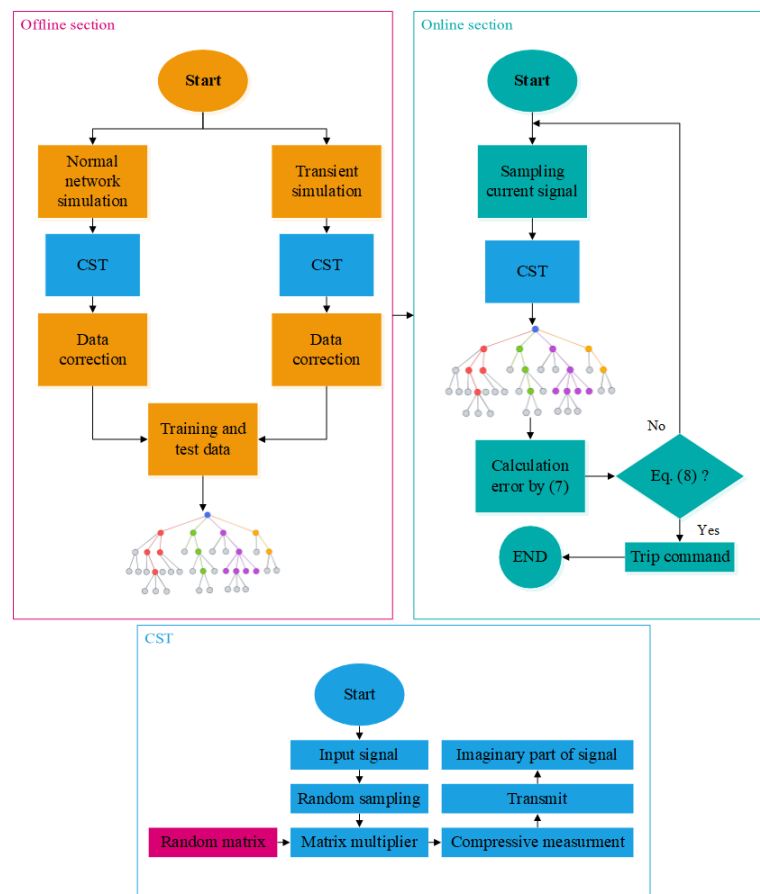 Offline section
Start
Normal
network
simulation
Transient
simulation
CST
CST
Data
correction
Data
correction
Training and
test data
Online section
Start
Sampling
current signal
CST
Calculation
error by (7)
Eq. (8) ?
No
Yes
Trip command
END
CST
Start
Input signal
Random sampling
Random matrix
Matrix multiplier
Compressive measurment
Transmit
Imaginary part of signal